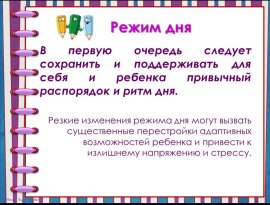 Режим дня
В первую очередь следует
сохранить и поддерживать для
себя и ребенка привычный
распорядок и ритм дня.
Резкие изменения режима дня могут вызвать
существенные перестройки адаптивных
возможностей ребенка и привести к
излишнему напряжению и стрессу.